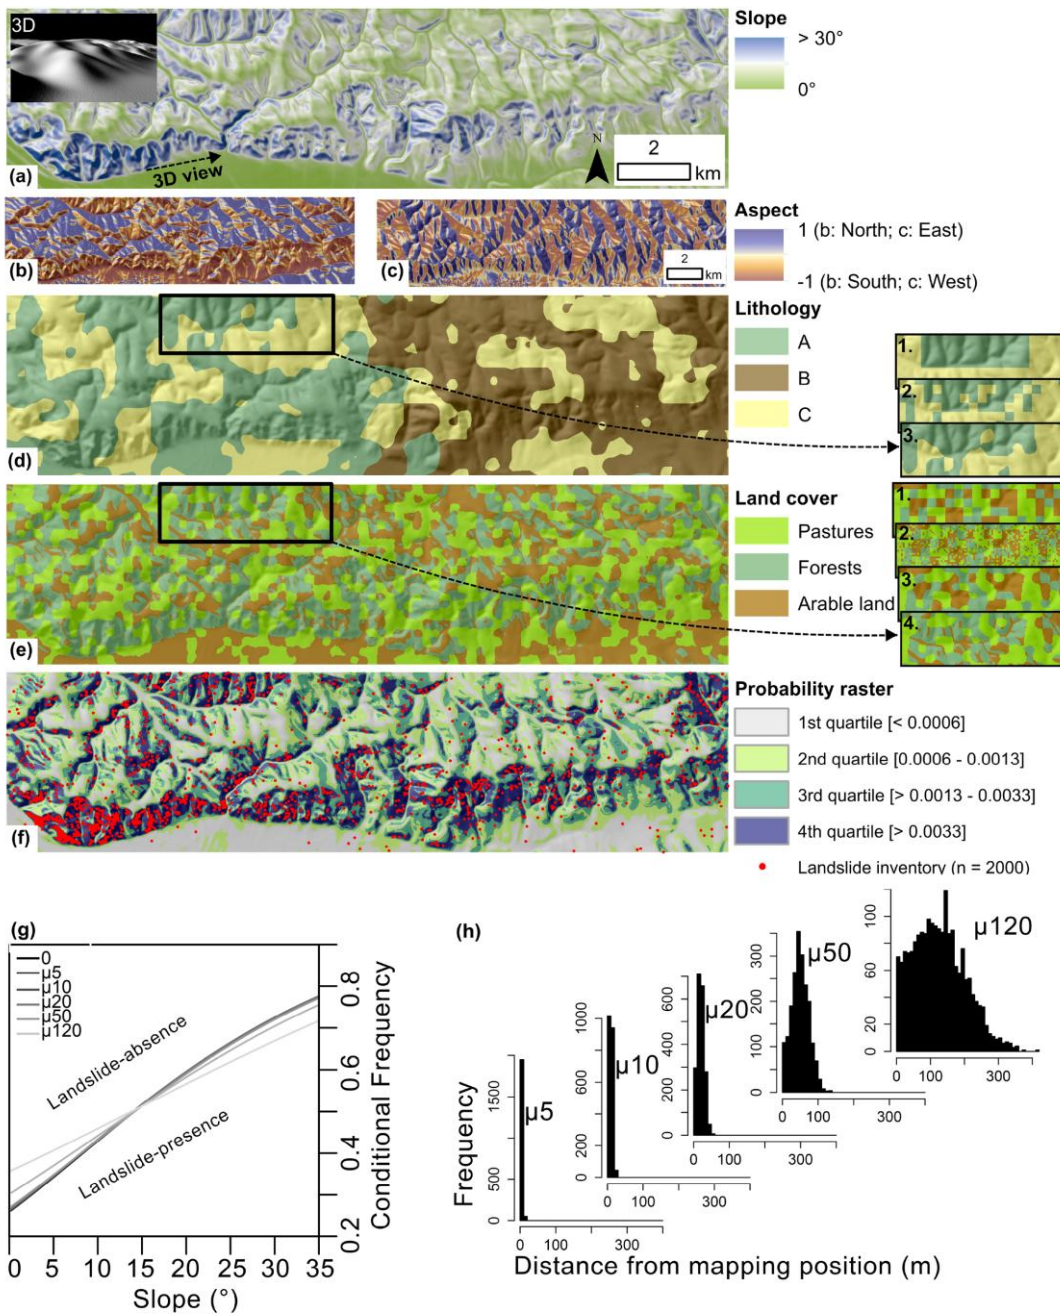 3D
Slope
> 30°
0°
N
2
km
3D view
(a)
Aspect
1 (b: North; c: East)
-1 (b: South; c: West)
(b)
(c)
2
km
Lithology
A
B
C
1.
2.
3.
(d)
Land cover
Pastures
Forests
Arable land
1.
2.
3.
4.
(e)
Probability raster
1st quartile [< 0.0006]
2nd quartile [0.0006 - 0.0013]
3rd quartile [> 0.0013 - 0.0033]
4th quartile [> 0.0033]
Landslide inventory (n = 2000)
(f)
(g)
0
µ5
µ10
µ20
µ50
µ120
Landslide-absence
Landslide-presence
0.2 0.4 0.6 0.8
Conditional Frequency
0 5 10 15 20 25 30 35
Slope (°)
(h)
µ5
0 500 1500
0 100 300
µ10
0 200 600 1000
0 100 300
µ20
0 200 400 600
0 100 300
µ50
0 100 200 300
0 100 300
µ120
0 20 60 100
0 100 300
Frequency
Distance from mapping position (m)